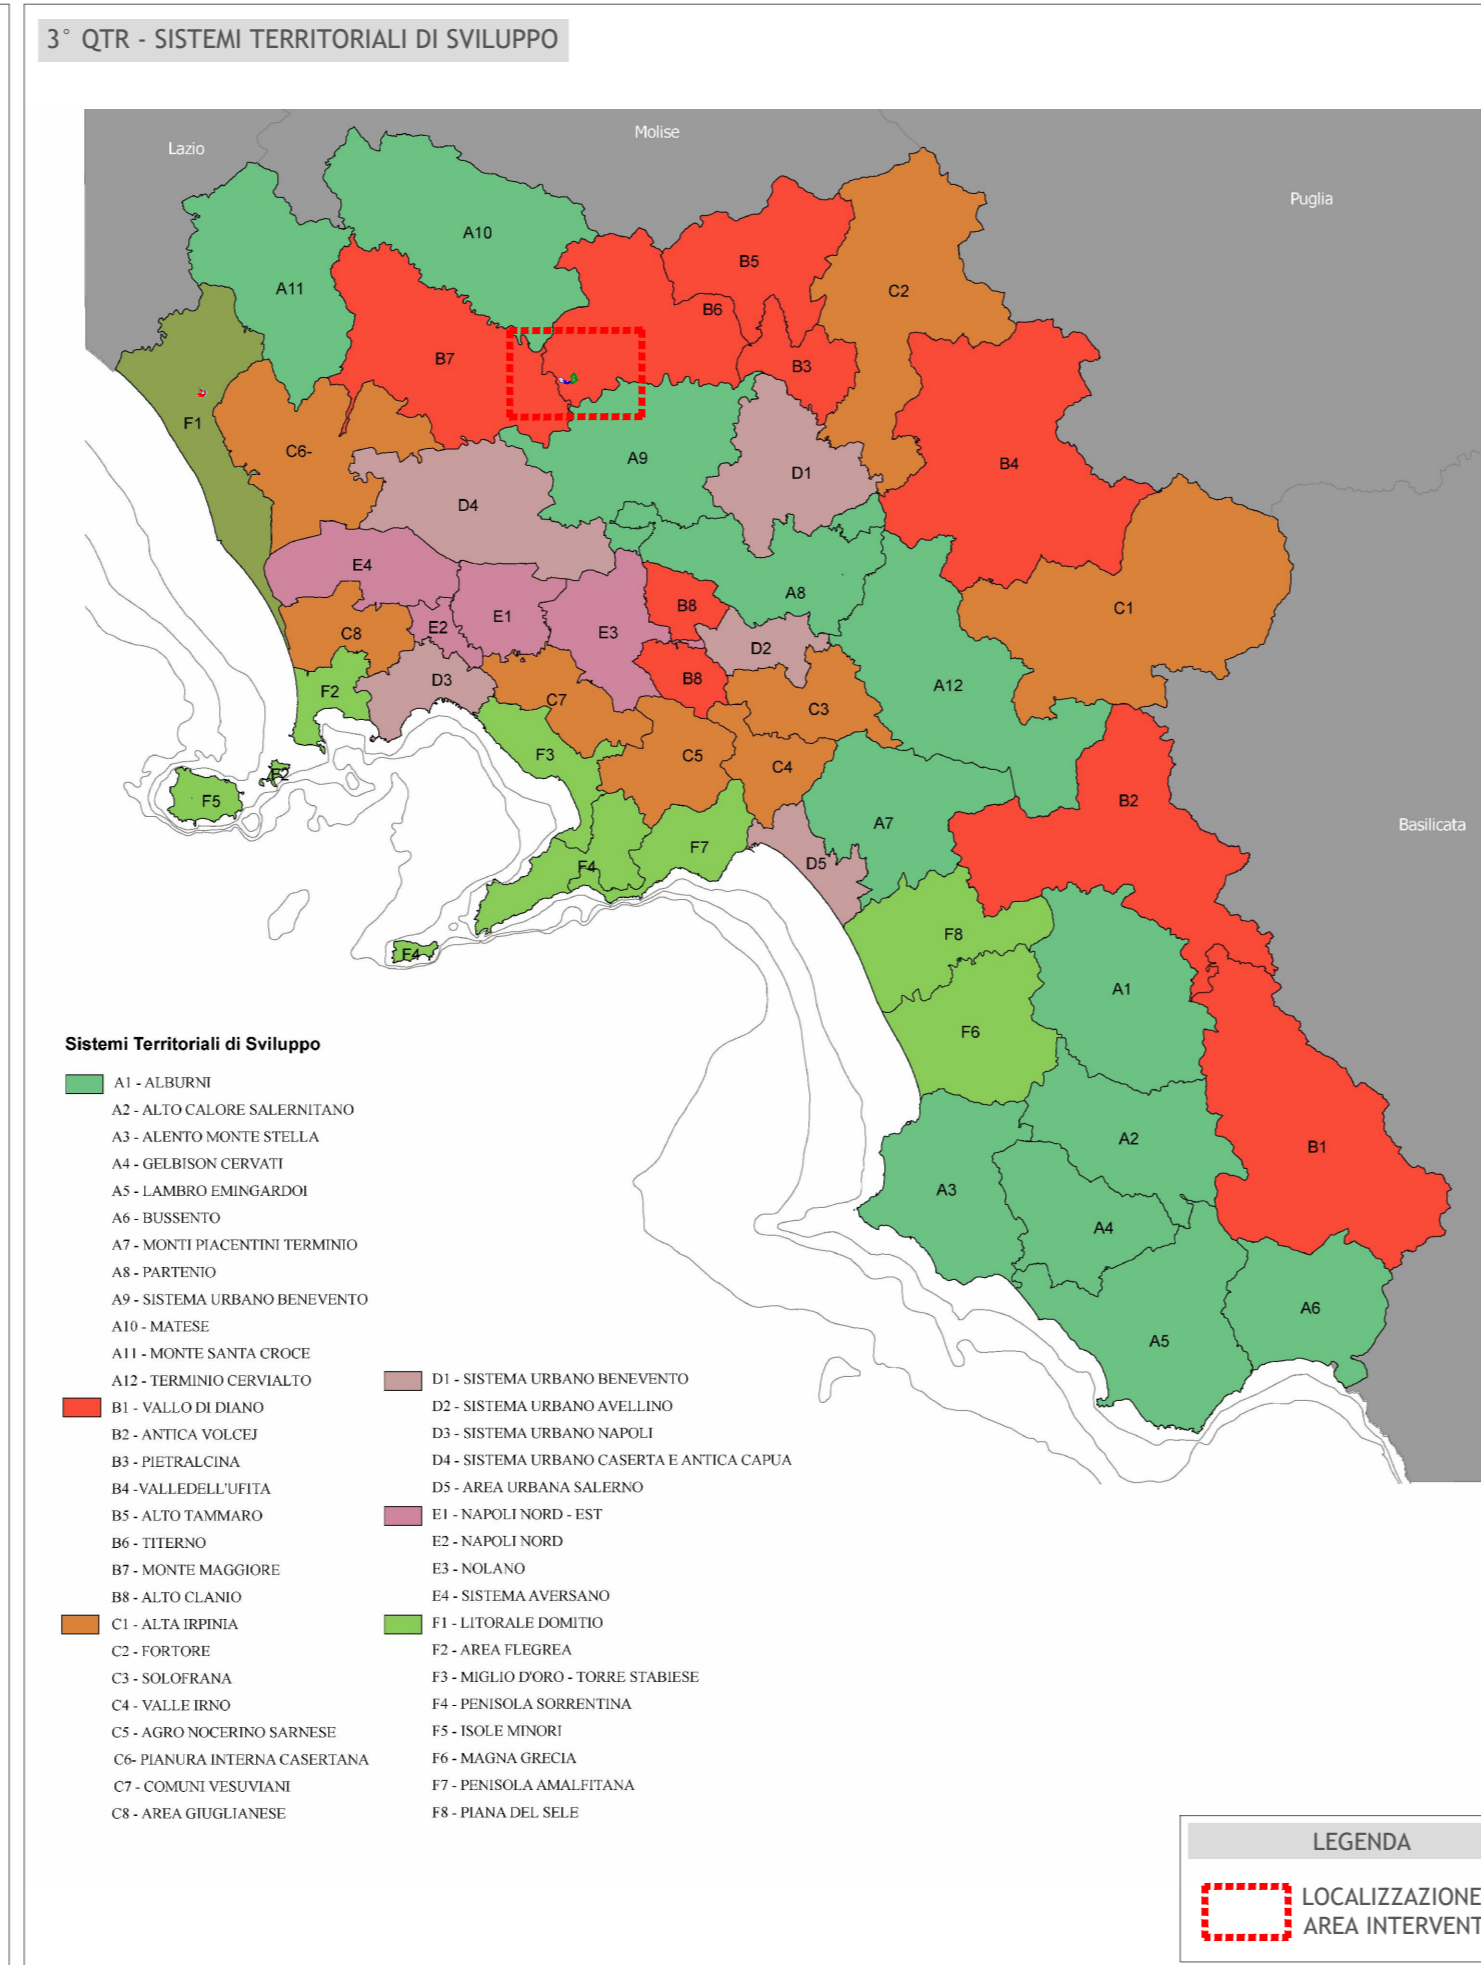 3° QTR - SISTEMI TERRITORIALI DI SVILUPPO
Lazio
Molise
Puglia
A10
B5
A11
C2
B6
B7
B3
F1
C6-
A9
D1
B4
D4
E4
A8
B8
C1
E1
E2
E3
C8
D2
D3
B8
A12
F2
C7
C3
F3
C5
C4
F2
F5
B2
A7
Basilicata
F7
D5
F4
F8
F4
A1
F6
A2
B1
A3
A4
A6
A5
Sistemi Territoriali di Sviluppo
A1 - ALBURNI
A2 - ALTO CALORE SALERNITANO
A3 - ALENTO MONTE STELLA
A4 - GELBISON CERVATI
A5 - LAMBRO EMINGARDOI
A6 - BUSSENTO
A7 - MONTI PIACENTINI TERMINIO
A8 - PARTENIO
A9 - SISTEMA URBANO BENEVENTO
A10 - MATESE
A11 - MONTE SANTA CROCE
A12 - TERMINIO CERVIALTO
B1 - VALLO DI DIANO
B2 - ANTICA VOLCEJ
B3 - PIETRALCINA
B4 -VALLEDELL'UFITA
B5 - ALTO TAMMARO
B6 - TITERNO
B7 - MONTE MAGGIORE
B8 - ALTO CLANIO
C1 - ALTA IRPINIA
C2 - FORTORE
C3 - SOLOFRANA
C4 - VALLE IRNO
C5 - AGRO NOCERINO SARNESE
C6- PIANURA INTERNA CASERTANA
C7 - COMUNI VESUVIANI
C8 - AREA GIUGLIANESE
D1 - SISTEMA URBANO BENEVENTO
D2 - SISTEMA URBANO AVELLINO
D3 - SISTEMA URBANO NAPOLI
D4 - SISTEMA URBANO CASERTA E ANTICA CAPUA
D5 - AREA URBANA SALERNO
E1 - NAPOLI NORD - EST
E2 - NAPOLI NORD
E3 - NOLANO
E4 - SISTEMA AVERSANO
F1 - LITORALE DOMITIO
F2 - AREA FLEGREA
F3 - MIGLIO D'ORO - TORRE STABIESE
F4 - PENISOLA SORRENTINA
F5 - ISOLE MINORI
F6 - MAGNA GRECIA
F7 - PENISOLA AMALFITANA
F8 - PIANA DEL SELE
LEGENDA
LOCALIZZAZIONE
AREA INTERVENT